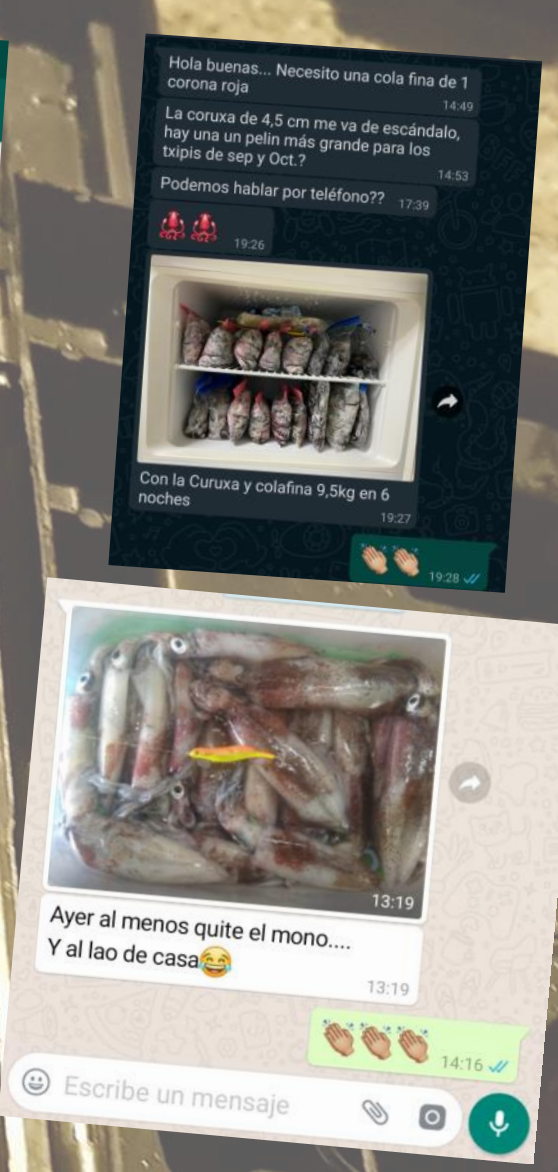 Hola buenas... Necesito una cola fina de 1
corona roja
14:49
La coruxa de 4,5 cm me va de escándalo,
hay una un pelin más grande para los
txipis de sep y Oct.?
14:53
Podemos hablar por teléfono?? 17:39
19:26
Con la Curuxa y colafina 9,5kg en 6
noches
19:27
19:28
13:19
Ayer al menos quite el mono....
Y al lao de casa😂
13:19
14:16
Escribe un mensaje